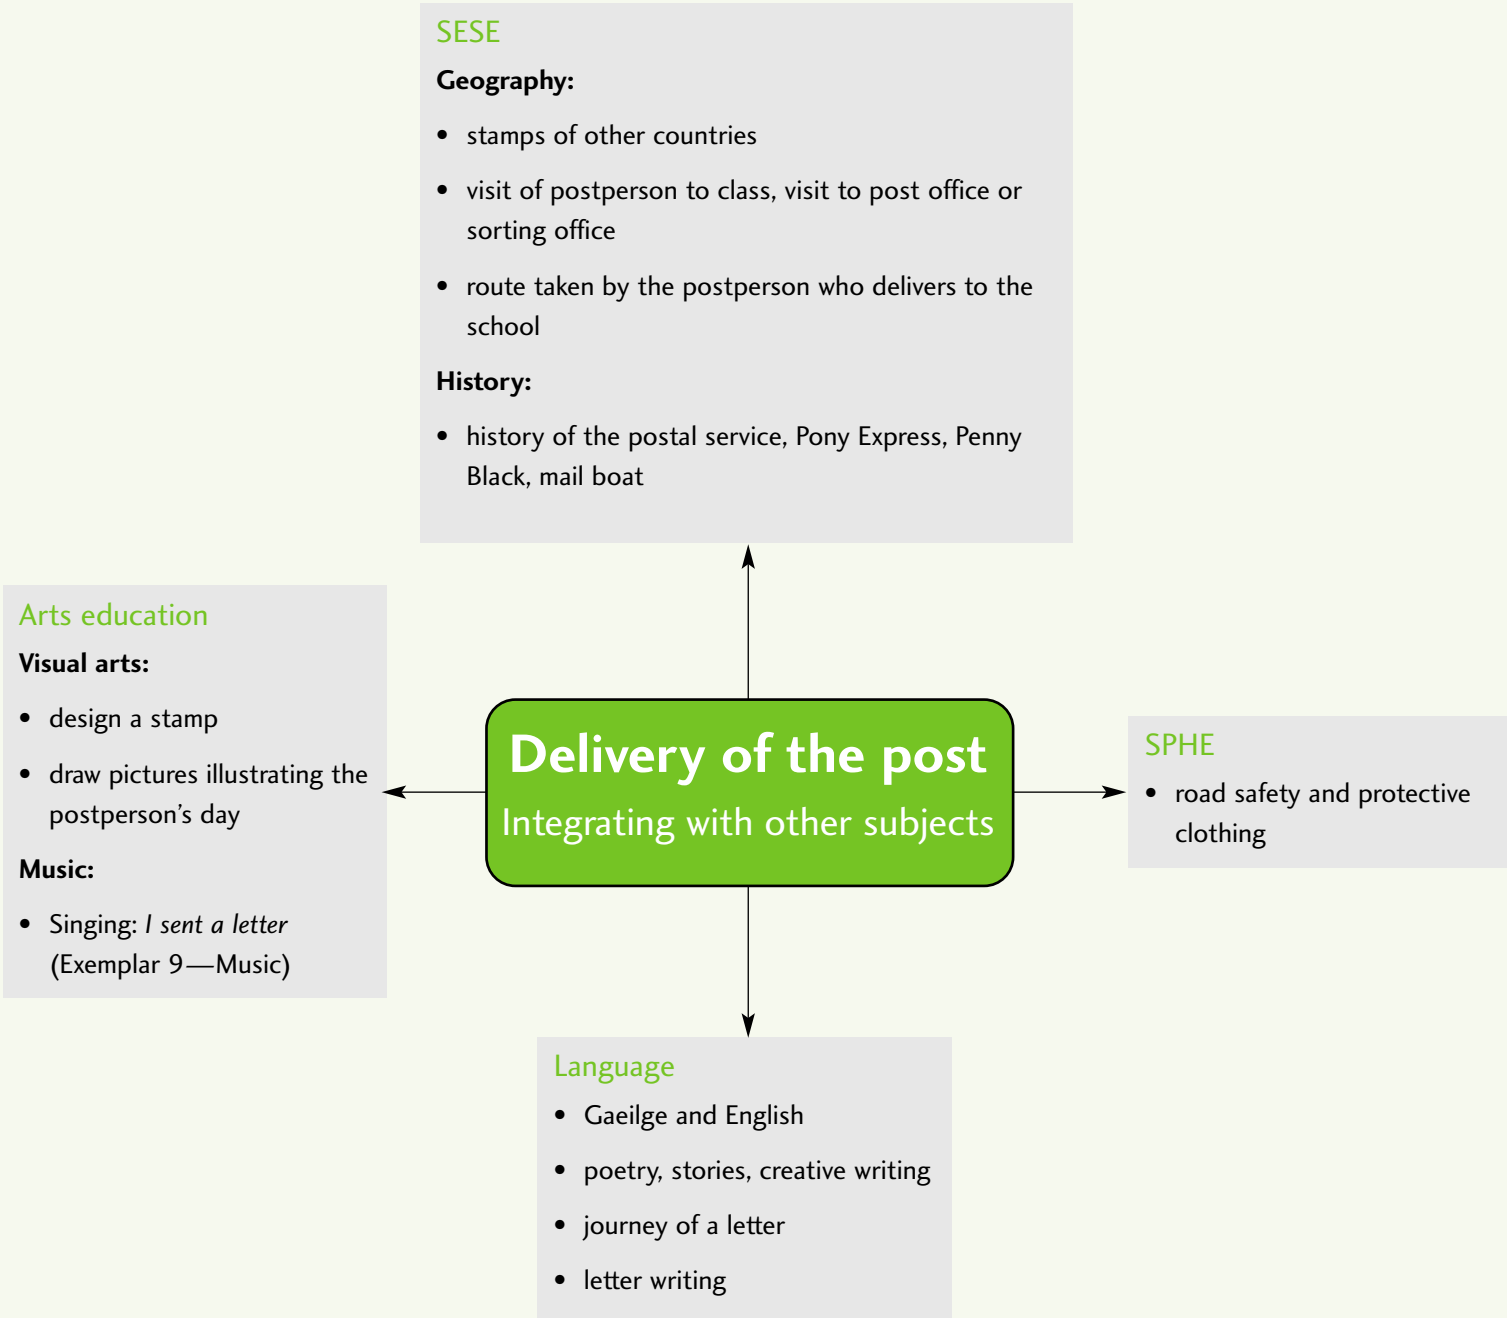 SESE
Geography:
• stamps of other countries
• visit of postperson to class, visit to post office or
sorting office
• route taken by the postperson who delivers to the
school
History:
• history of the postal service, Pony Express, Penny
Black, mail boat
Arts education
Visual arts:
• design a stamp
• draw pictures illustrating the
postperson’s day
Music:
• Singing: I sent a letter
(Exemplar 9—Music)
Delivery of the post
Integrating with other subjects
SPHE
• road safety and protective
clothing
Language
• Gaeilge and English
• poetry, stories, creative writing
• journey of a letter
• letter writing